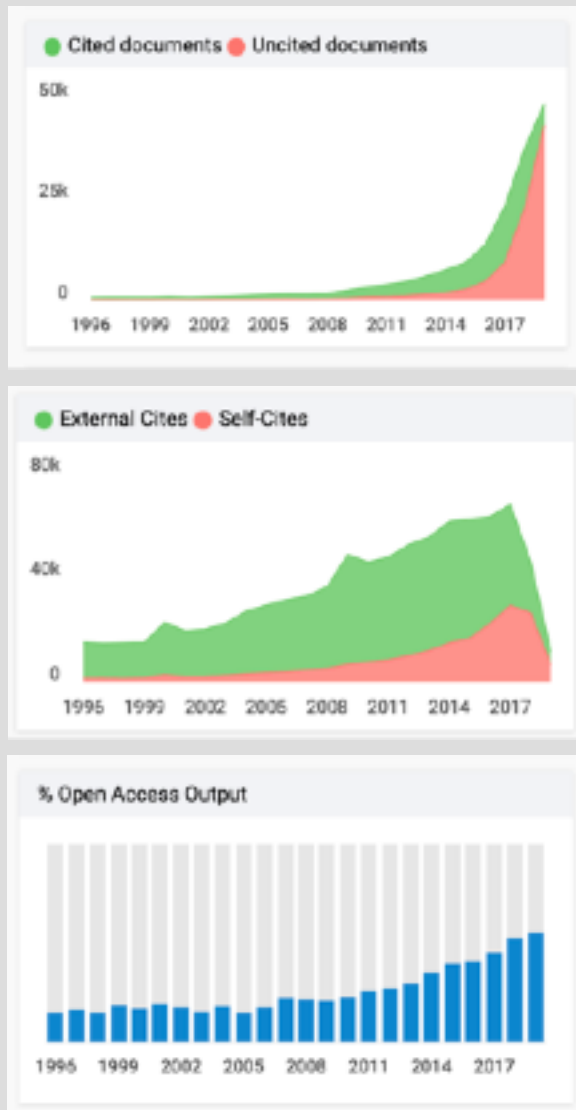 Cited documents Uncited documents
50k
25k
0
1996 1999 2002 2005 2008 2011 2014 2017
External Cites Self-Cites
80k
40k
0
1996 1999 2002 2005 2008 2011 2014 2017
% Open Access Output
1996 1999 2002 2005 2008 2011 2014 2017